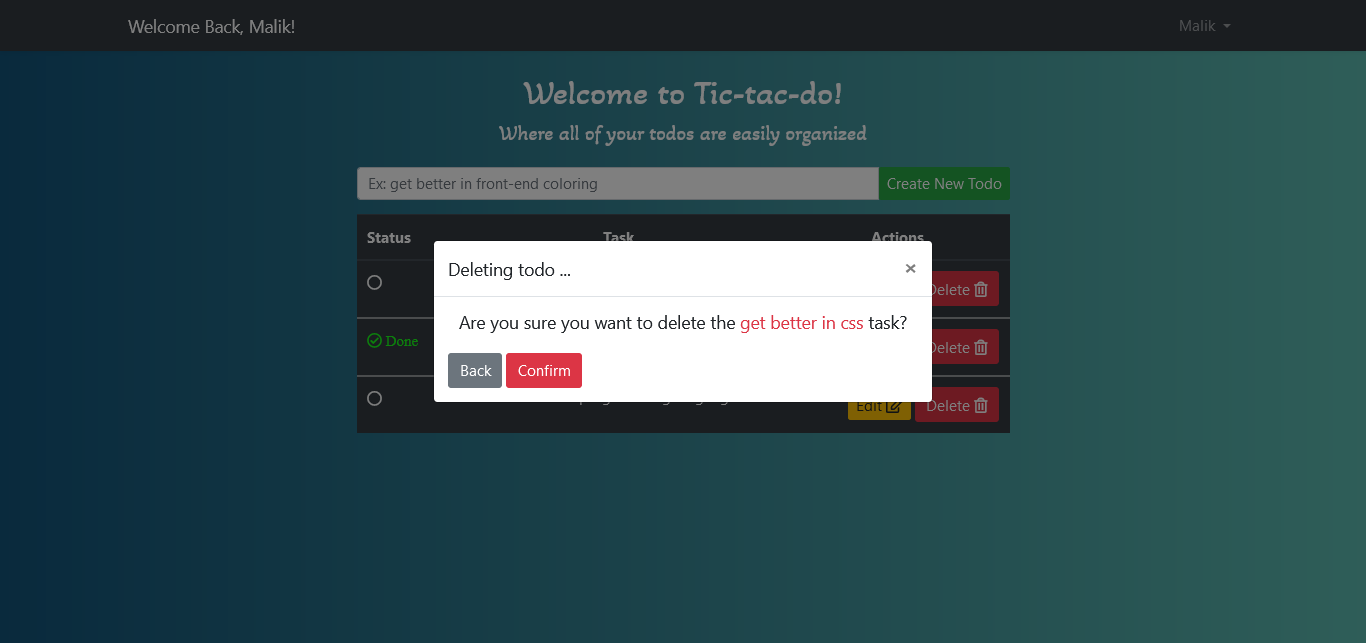 Welcome Back, Malik!
Malik
Welcome to Tic-tac-do!
Where all of your todos are easily organized
Ex: get better in front-end coloring
Create New Todo
Status Task Actions
Deleting todo ... ×
Delete
Are you sure you want to delete the get better in css task?
Done
Delete
Back Confirm
Edit Delete